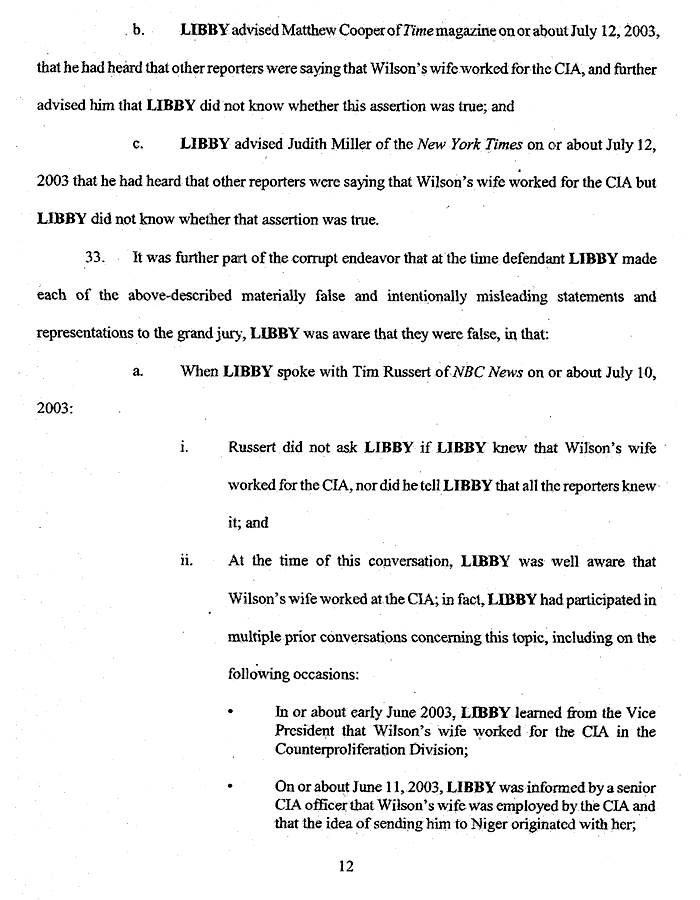 b. LIBBY advised Matthew Cooper of Time magazine on or about July 12, 2003,
that he had heard that other reporters were saying that Wilson's wife worked for the CIA, and further
advised him that LIBBY did not know whether this assertion was true; and
c. LIBBY advised Judith Miller of the New York Times on or about July 12,
2003 that he had heard that other reporters were saying that Wilson's wife worked for the CIA but
LIBBY did not know whether that assertion was true.
33. It was further part of the corrupt endeavor that at the time defendant LIBBY made
each of the above-described materially false and intentionally misleading statements and
representations to the grand jury, LIBBY was aware that they were false, in that:
a. When LIBBY spoke with Tim Russert of NBC News on or about July 10,
2003:
i. Russert did not ask LIBBY if LIBBY knew that Wilson's wife
worked for the CIA, nor did he tell LIBBY that all the reporters knew
it; and
ii. At the time of this conversation, LIBBY was well aware that
Wilson's wife worked at the CIA; in fact, LIBBY had participated in
multiple prior conversations concerning this topic, including on the
following occasions:
• In or about early June 2003, LIBBY learned from the Vice
President that Wilson's wife worked for the CIA in the
Counterproliferation Division;
• On or about June 11, 2003, LIBBY was informed by a senior
CIA officer that Wilson's wife was employed by the CIA and
that the idea of sending him to Niger originated with her;
12